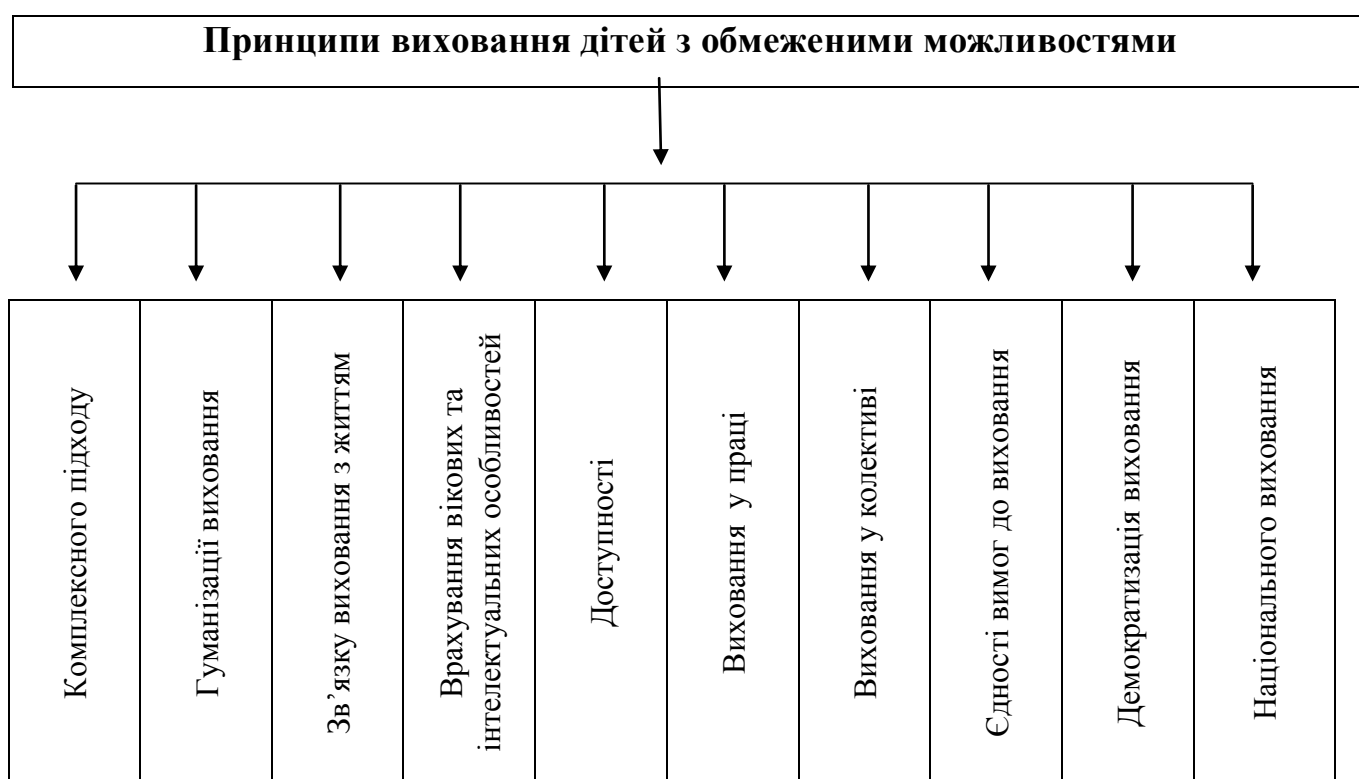 Принципи виховання дітей з обмеженими можливостями
Комплексного підходу
Гуманізації виховання
Зв’язку виховання з життям
Врахування вікових та
інтелектуальних особливостей
Доступності
Виховання у праці
Виховання у колективі
Єдності вимог до виховання
Демократизація виховання
Національного виховання